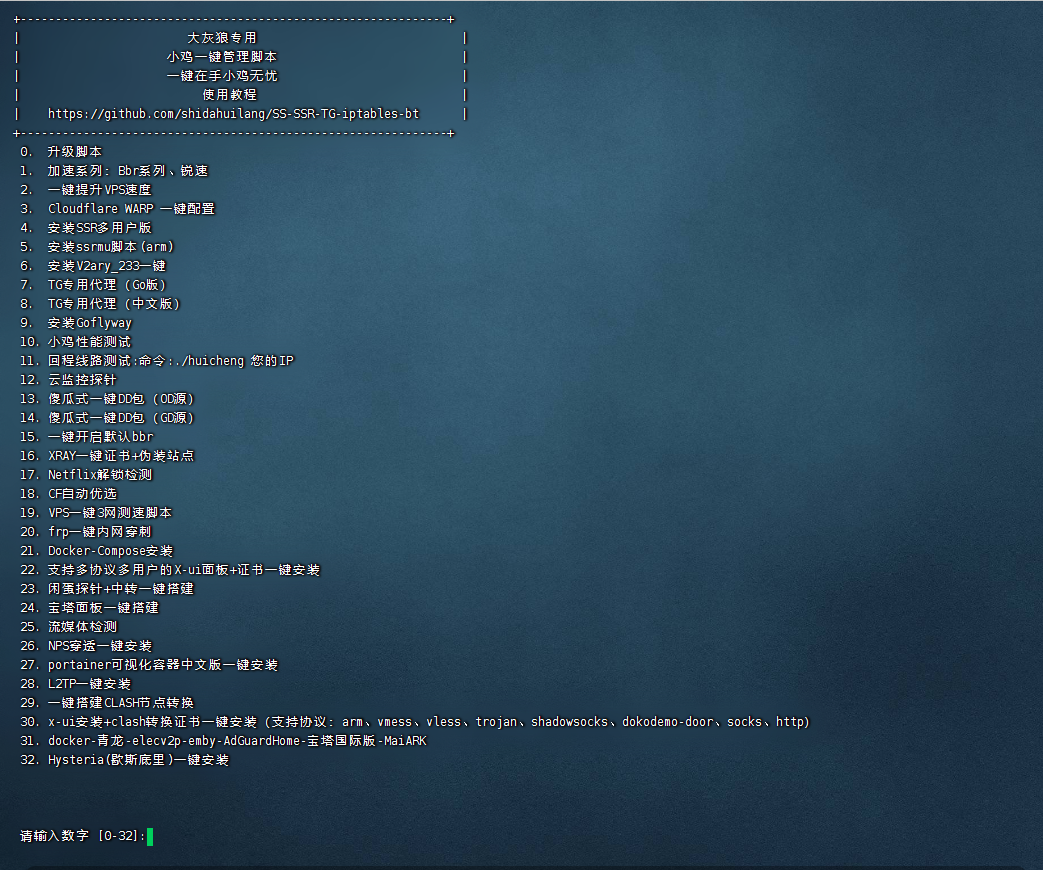 +-------------------------------------------------------------+
| 大灰狼专用 |
| 小鸡一键管理脚本 |
| 一键在手小鸡无忧 |
| 使用教程 |
| https://github.com/shidahuilang/SS-SSR-TG-iptables-bt |
+-------------------------------------------------------------+
0. 升级脚本
1. 加速系列: Bbr系列、锐速
2. 一键提升VPS速度
3. Cloudflare WARP 一键配置
4. 安装SSR多用户版
5. 安装ssrmu脚本(arm)
6. 安装V2ary_233一键
7. TG专用代理 (Go版)
8. TG专用代理 (中文版)
9. 安装Goflyway
10. 小鸡性能测试
11. 回程线路测试:命令:./huicheng 您的IP
12. 云监控探针
13. 傻瓜式一键DD包 (OD源)
14. 傻瓜式一键DD包 (GD源)
15. 一键开启默认bbr
16. XRAY一键证书+伪装站点
17. Netflix解锁检测
18. CF自动优选
19. VPS一键3网测速脚本
20. frp一键内网穿刺
21. Docker-Compose安装
22. 支持多协议多用户的X-ui面板+证书一键安装
23. 闲蛋探针+中转一键搭建
24. 宝塔面板一键搭建
25. 流媒体检测
26. NPS穿透一键安装
27. portainer可视化容器中文版一键安装
28. L2TP一键安装
29. 一键搭建CLASH节点转换
30. x-ui安装+clash转换证书一键安装 (支持协议: arm、vmess、vless、trojan、shadowsocks、dokodemo-door、socks、http)
31. docker-青龙-elecv2p-emby-AdGuardHome-宝塔国际版-MaiARK
32. Hysteria(歇斯底里)一键安装
请输入数字 [0-32]: